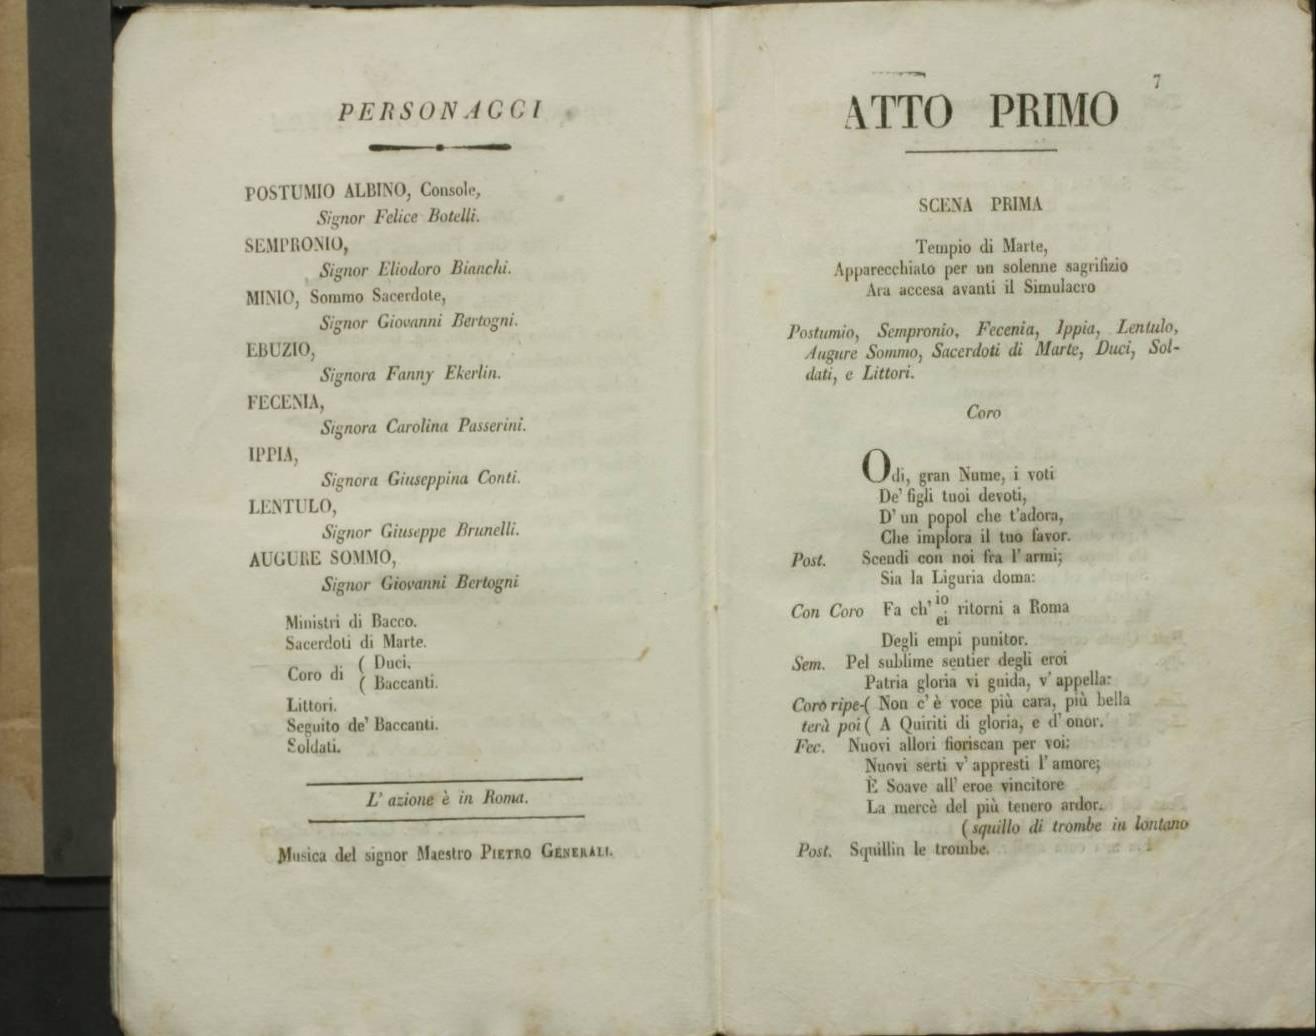 PERSONAGGI
POSTUMIO ALBINO, Console,
Signor Felice Botelli.
SEMPRONIO,
Signor Eliodoro Bianchi.
MINIO, Sommo Sacerdote,
Signor Giovanni Bertogni.
EBUZIO,
Signora Fanny Ekerlin.
FECENIA,
Signora Carolina Passerini.
IPPIA,
Signora Giuseppina Conti.
LENTULO,
Signor Giuseppe Brunelli.
AUGURE SOMMO,
Signor Giovanni Bertogni
Ministri di Bacco.
Sacerdoti di Marte.
Coro di ( Duci.
( Baccanti.
Littori.
Seguito de' Baccanti.
Soldati.
L' azione è in Roma.
Musica del signor Maestro PIETRO GENERALI.
7
ATTO PRIMO
SCENA PRIMA
Tempio di Marte,
Apparecchiato per un solenne sagrifizio
Ara accesa avanti il Simulacro
Postumio, Sempronio, Fecenia, Ippia, Lentulo,
Augure Sommo, Sacerdoti di Marte, Duci, Sol-
dati, e Littori.
Coro
Odi, gran Nume, i voti
De' figli tuoi devoti,
D' un popol che t'adora,
Che implora il tuo favor.
Post. Scendi con noi fra l' armi;
Sia la Liguria doma:
Con Coro Fa ch' io ritorni a Roma
ei
Degli empi punitor.
Sem. Pel sublime sentier degli eroi
Patria gloria vi guida, v' appella:
Coro ripe-( Non c' è voce più cara, più bella
terà poi ( A Quiriti di gloria, e d' onor.
Fec. Nuovi allori fioriscan per voi;
Nuovi serti v' appresti l' amore;
È Soave all' eroe vincitore
La mercè del più tenero ardor.
( squillo di trombe in lontano
Post. Squillin le trombe.